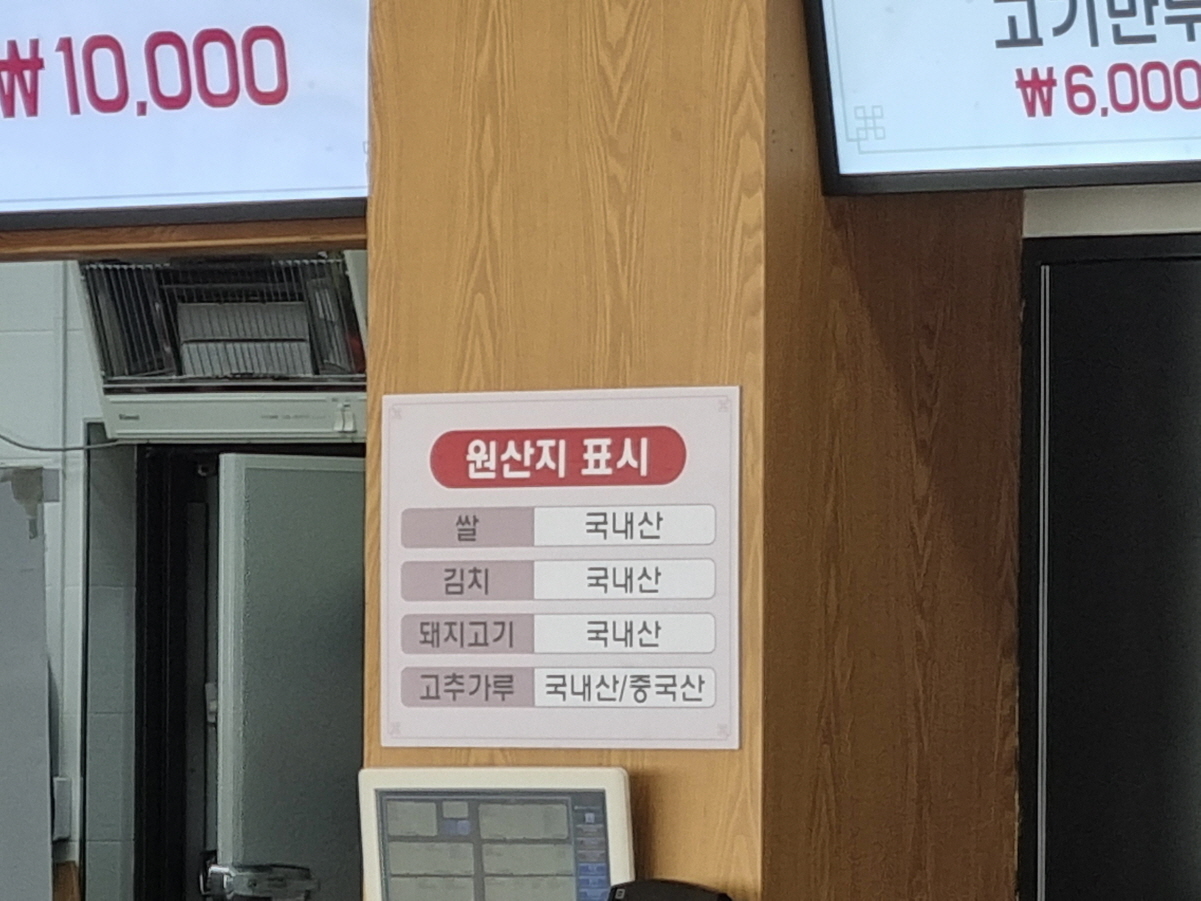 ₩10,000
고기만두
₩6,000
원산지 표시
쌀 국내산
김치 국내산
돼지고기 국내산
고추가루 국내산/중국산